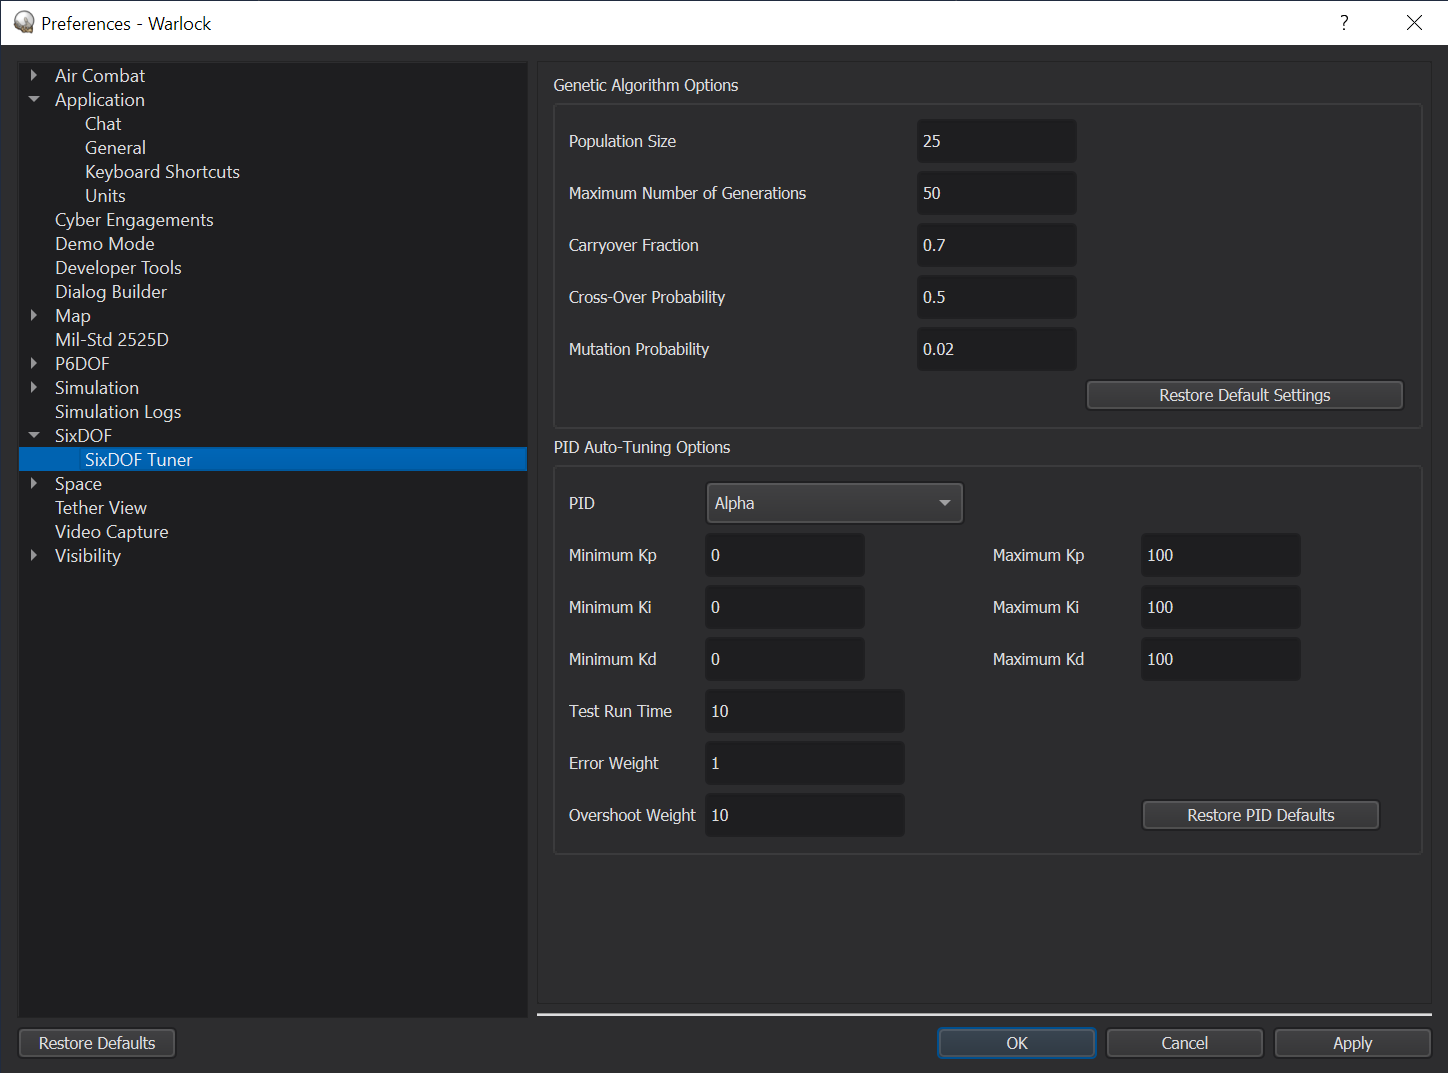 Preferences - Warlock
?
Air Combat
Application
Chat
General
Keyboard Shortcuts
Units
Cyber Engagements
Demo Mode
Developer Tools
Dialog Builder
Map
Mil-Std 2525D
P6DOF
Simulation
Simulation Logs
SixDOF
SixDOF Tuner
Space
Tether View
Video Capture
Visibility
Genetic Algorithm Options
Population Size 25
Maximum Number of Generations 50
Carryover Fraction 0.7
Cross-Over Probability 0.5
Mutation Probability 0.02
Restore Default Settings
PID Auto-Tuning Options
PID Alpha
Minimum Kp 0 Maximum Kp 100
Minimum Ki 0 Maximum Ki 100
Minimum Kd 0 Maximum Kd 100
Test Run Time 10
Error Weight 1
Overshoot Weight 10 Restore PID Defaults
Restore Defaults OK Cancel Apply